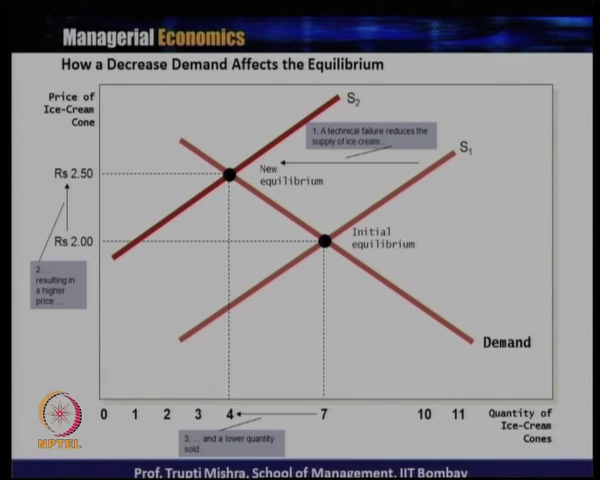 Managerial Economics
How a Decrease Demand Affects the Equilibrium
Price of
Ice-Cream
Cone
S2
1. A technical failure reduces the
supply of ice cream...
S1
Rs 2.50
New
equilibrium
Initial
equilibrium
Rs 2.00
2. ...
resulting in
a higher
price ...
Demand
0 1 2 3 4 7 10 11
Quantity of
Ice-Cream
Cones
3. ... and a lower quantity
sold.
NPTEL
Prof. Trupti Mishra, School of Management, IIT Bombay